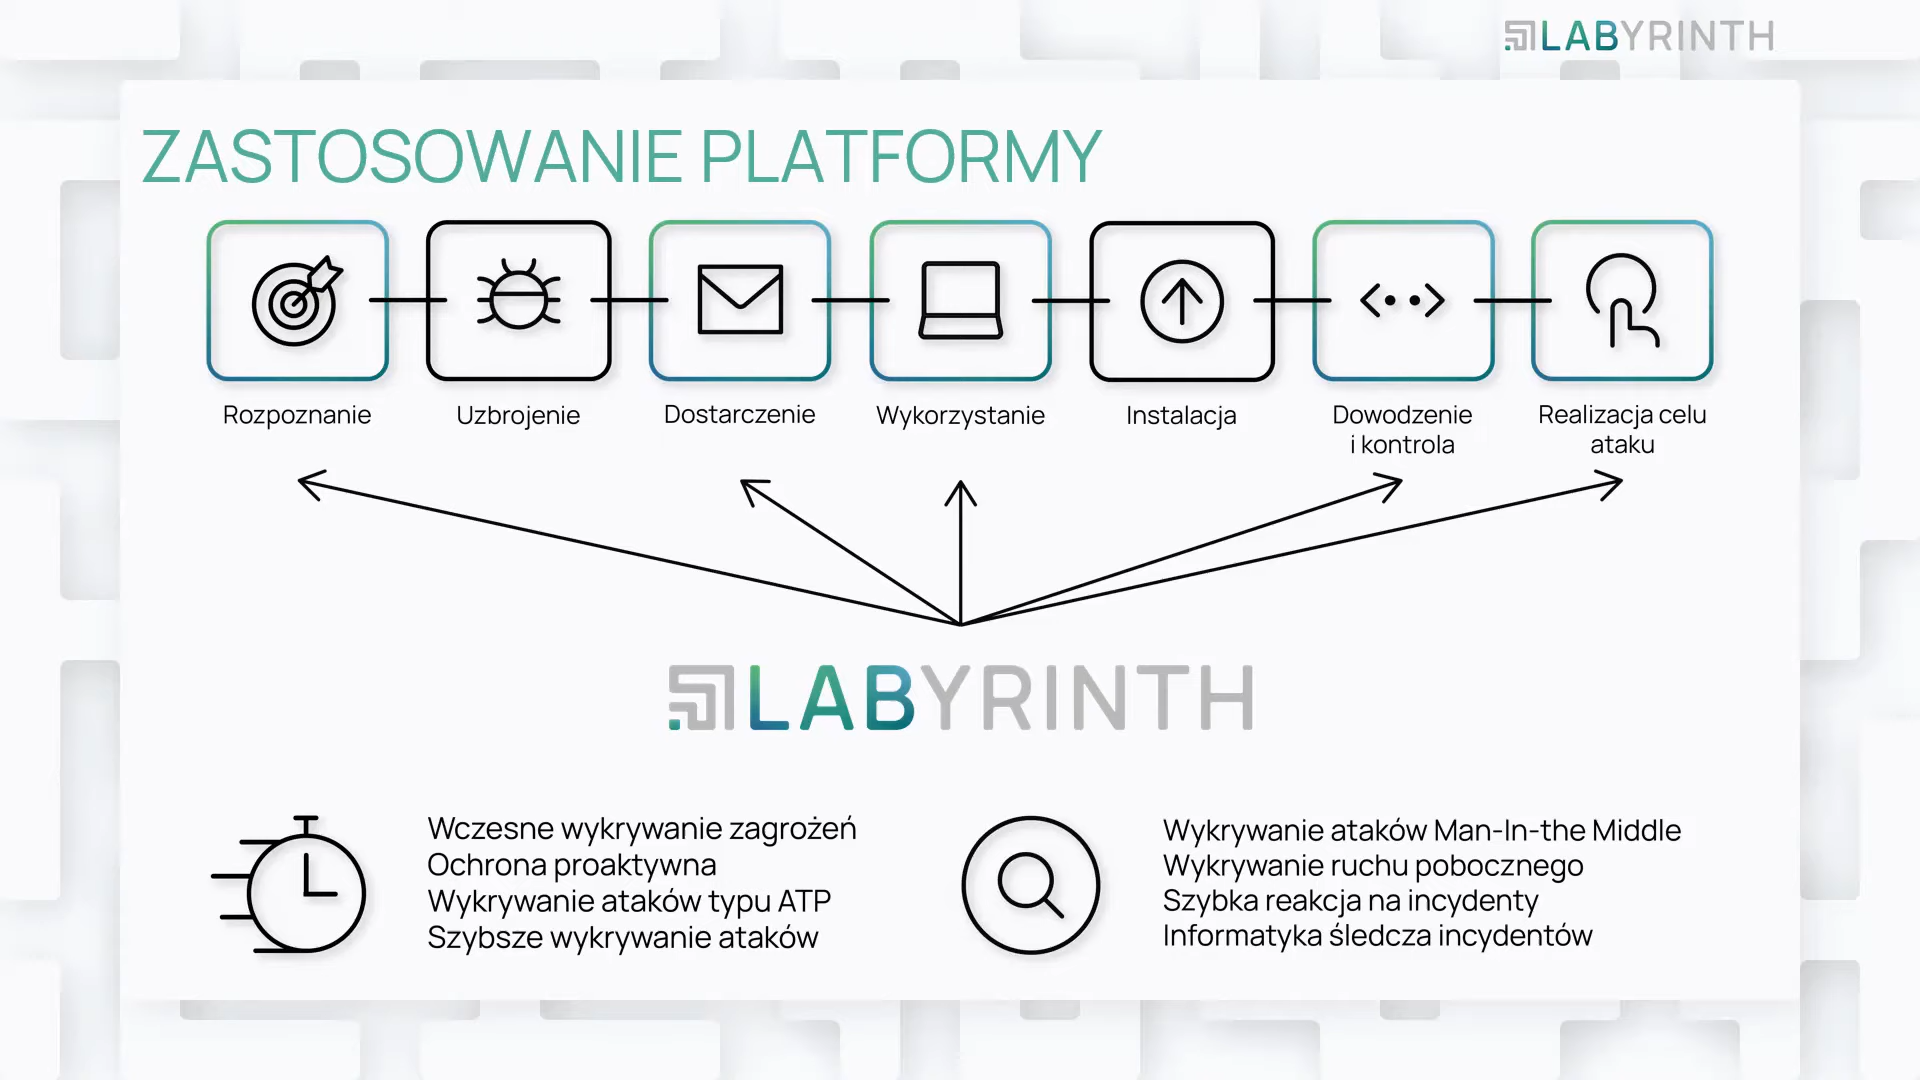 LABYRINTH
ZASTOSOWANIE PLATFORMY
Rozpoznanie
Uzbrojenie
Dostarczenie
Wykorzystanie
Instalacja
Dowodzenie
i kontrola
Realizacja celu
ataku
LABYRINTH
Wczesne wykrywanie zagrożeń
Ochrona proaktywna
Wykrywanie ataków typu ATP
Szybsze wykrywanie ataków
Wykrywanie ataków Man-In-the Middle
Wykrywanie ruchu pobocznego
Szybka reakcja na incydenty
Informatyka śledcza incydentów